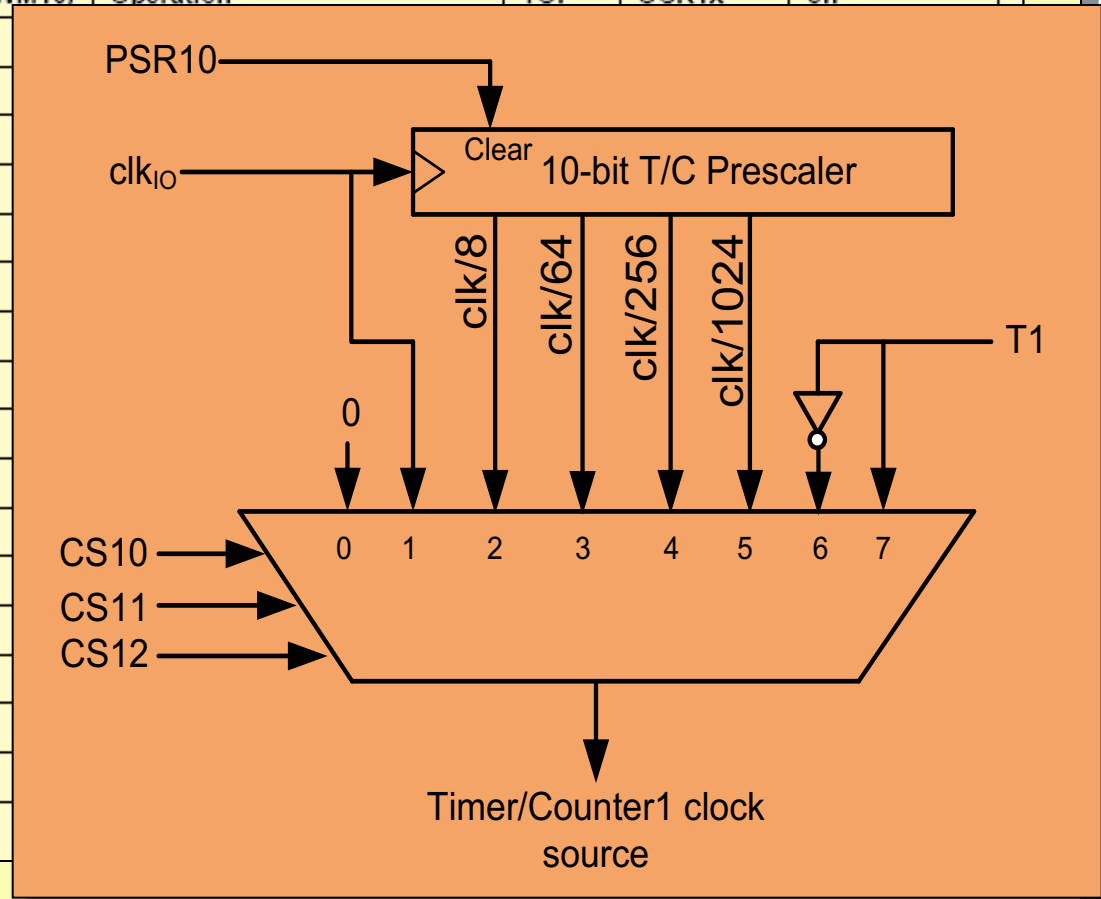 PSR10
Clear
10-bit T/C Prescaler
clkIO
clk/8
clk/64
clk/256
clk/1024
T1
0
0 1 2 3 4 5 6 7
CS10
CS11
CS12
Timer/Counter1 clock
source